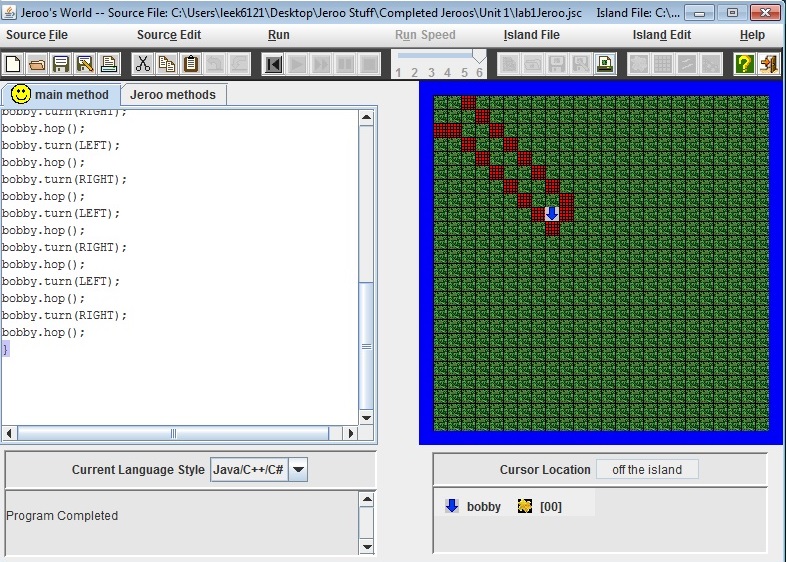 Jeroo's World -- Source File: C:\Users\leek6121\Desktop\Jeroo Stuff\Completed Jeroos\Unit 1\lab1Jeroo.jsc Island File: C:\...
Source File Source Edit Run Run Speed Island File Island Edit Help
1 2 3 4 5 6
main method Jeroo methods
bobby.turn(RIGHT);
bobby.hop();
bobby.turn(LEFT);
bobby.hop();
bobby.turn(RIGHT);
bobby.hop();
bobby.turn(LEFT);
bobby.hop();
bobby.turn(RIGHT);
bobby.hop();
bobby.turn(LEFT);
bobby.hop();
bobby.turn(RIGHT);
bobby.hop();
}
Current Language Style Java/C++/C#
Cursor Location off the island
Program Completed
bobby [00]